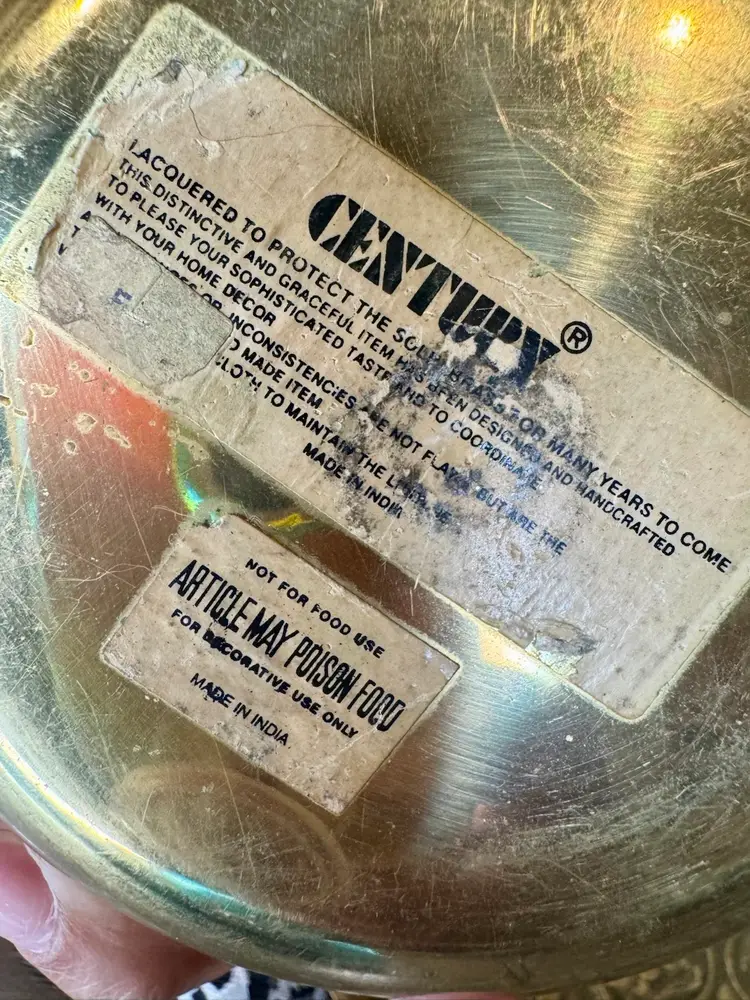 CENTURY®
LACQUERED TO PROTECT THE SOLID BRASS FOR MANY YEARS TO COME
THIS DISTINCTIVE AND GRACEFUL ITEM HAS BEEN DESIGNED AND HANDCRAFTED
TO PLEASE YOUR SOPHISTICATED TASTE AND TO COORDINATE
WITH YOUR HOME DECOR
OR INCONSISTENCIES ARE NOT FLAWS BUT ARE THE
MADE ITEM
CLOTH TO MAINTAIN THE
MADE IN INDIA
NOT FOR FOOD USE
ARTICLE MAY POISON FOOD
FOR DECORATIVE USE ONLY
MADE IN INDIA